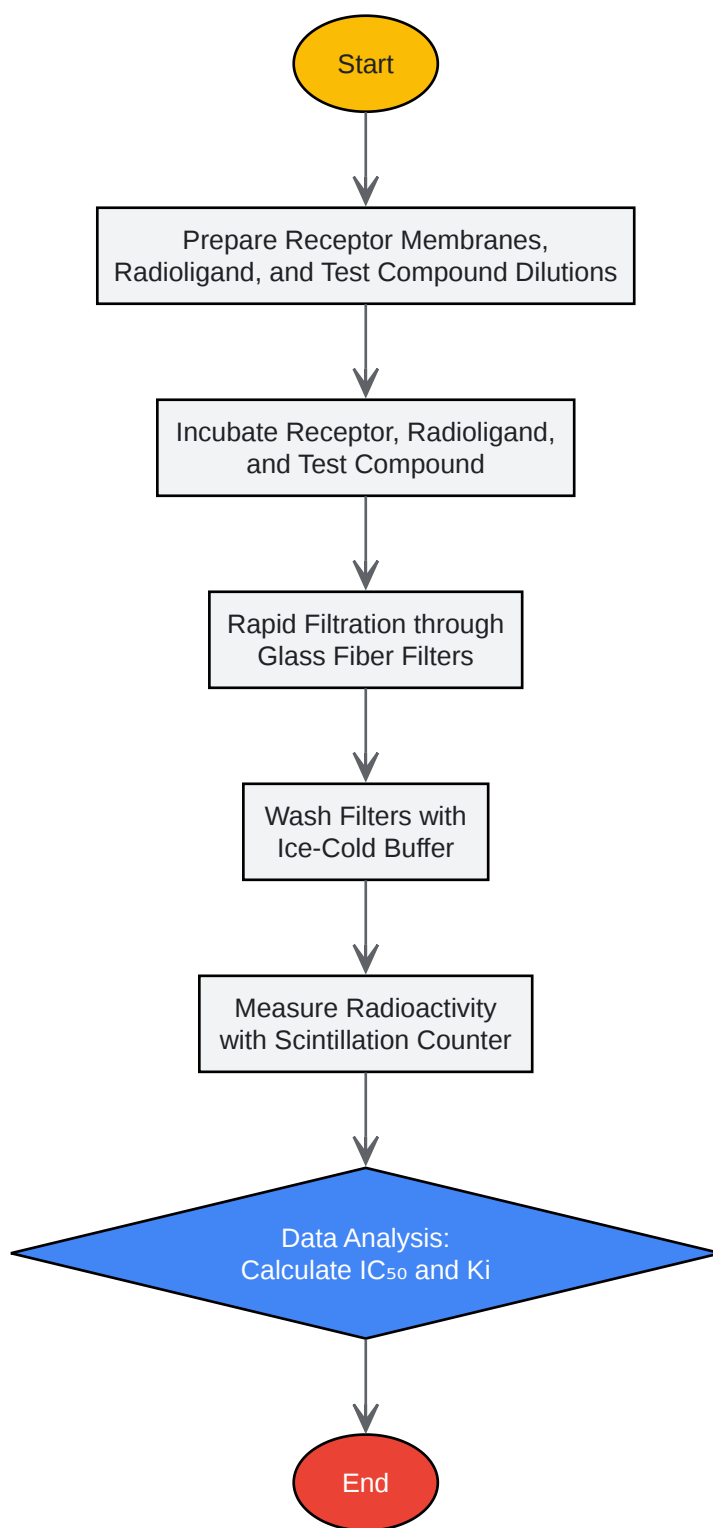 Start
Prepare Receptor Membranes,
Radioligand, and Test Compound Dilutions
Incubate Receptor, Radioligand,
and Test Compound
Rapid Filtration through
Glass Fiber Filters
Wash Filters with
Ice-Cold Buffer
Measure Radioactivity
with Scintillation Counter
Data Analysis:
Calculate IC₅₀ and Ki
End